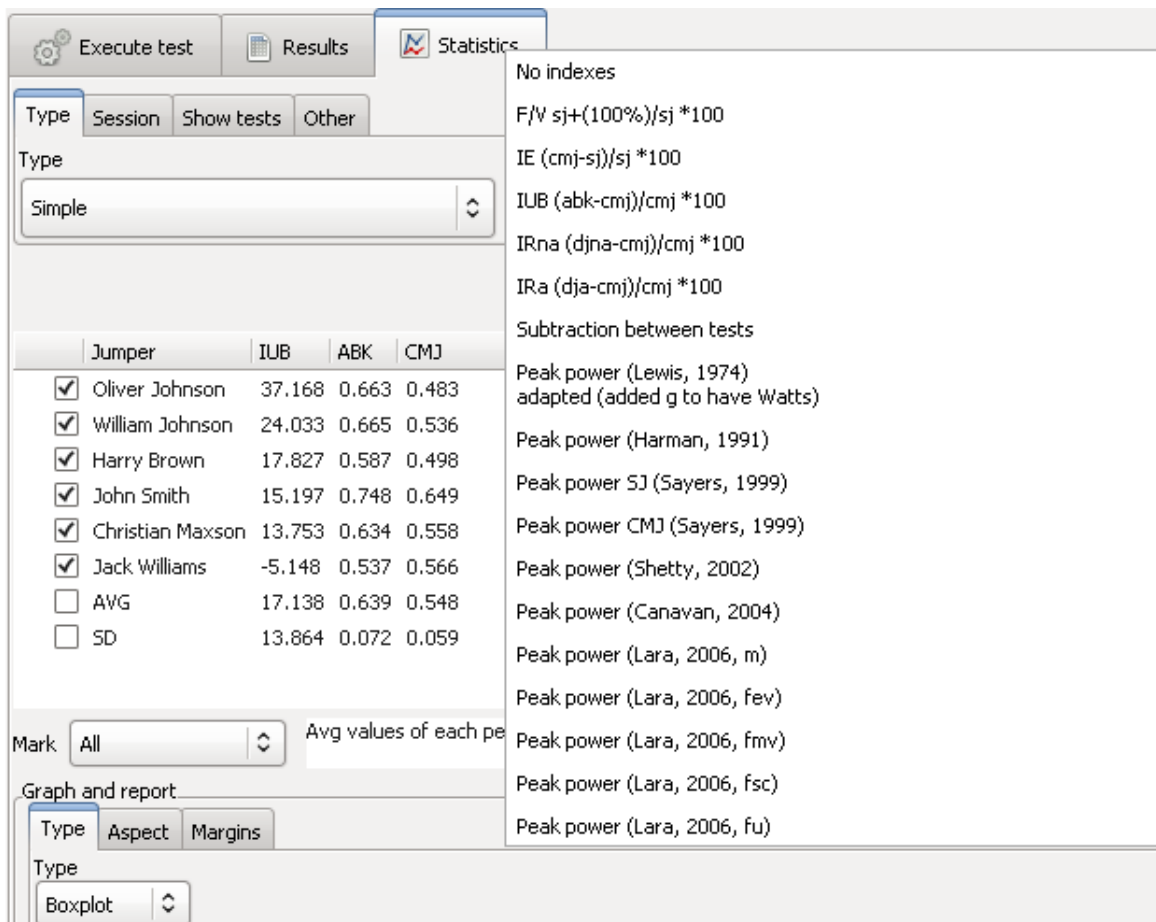 Execute test
Results
Statistics
Type
Session
Show tests
Other
Type
Simple
Jumper IUB ABK CMJ
Oliver Johnson 37.168 0.663 0.483
William Johnson 24.033 0.665 0.536
Harry Brown 17.827 0.587 0.498
John Smith 15.197 0.748 0.649
Christian Maxson 13.753 0.634 0.558
Jack Williams -5.148 0.537 0.566
AVG 17.138 0.639 0.548
SD 13.864 0.072 0.059
Mark
All
Avg values of each pe
Graph and report
Type
Aspect
Margins
Type
Boxplot
No indexes
F/V sj+(100%)/sj *100
IE (cmj-sj)/sj *100
IUB (abk-cmj)/cmj *100
IRna (djna-cmj)/cmj *100
IRa (dja-cmj)/cmj *100
Subtraction between tests
Peak power (Lewis, 1974)
adapted (added g to have Watts)
Peak power (Harman, 1991)
Peak power SJ (Sayers, 1999)
Peak power CMJ (Sayers, 1999)
Peak power (Shetty, 2002)
Peak power (Canavan, 2004)
Peak power (Lara, 2006, m)
Peak power (Lara, 2006, fev)
Peak power (Lara, 2006, fmv)
Peak power (Lara, 2006, fsc)
Peak power (Lara, 2006, fu)